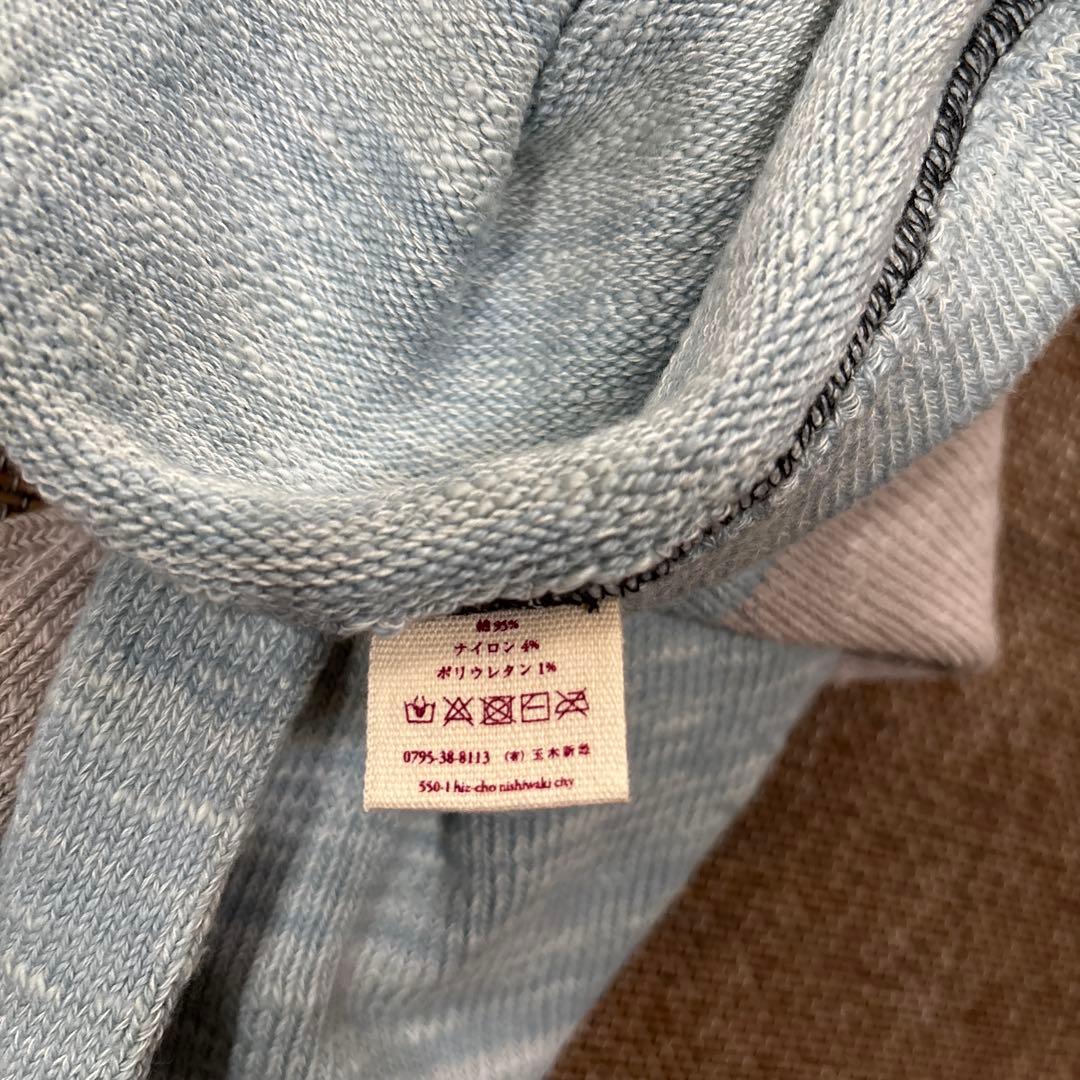 綿 95%
ナイロン 4%
ポリウレタン 1%
0795-38-8113 (有) 玉木新雌
550-1 hie-cho nishiwaki city